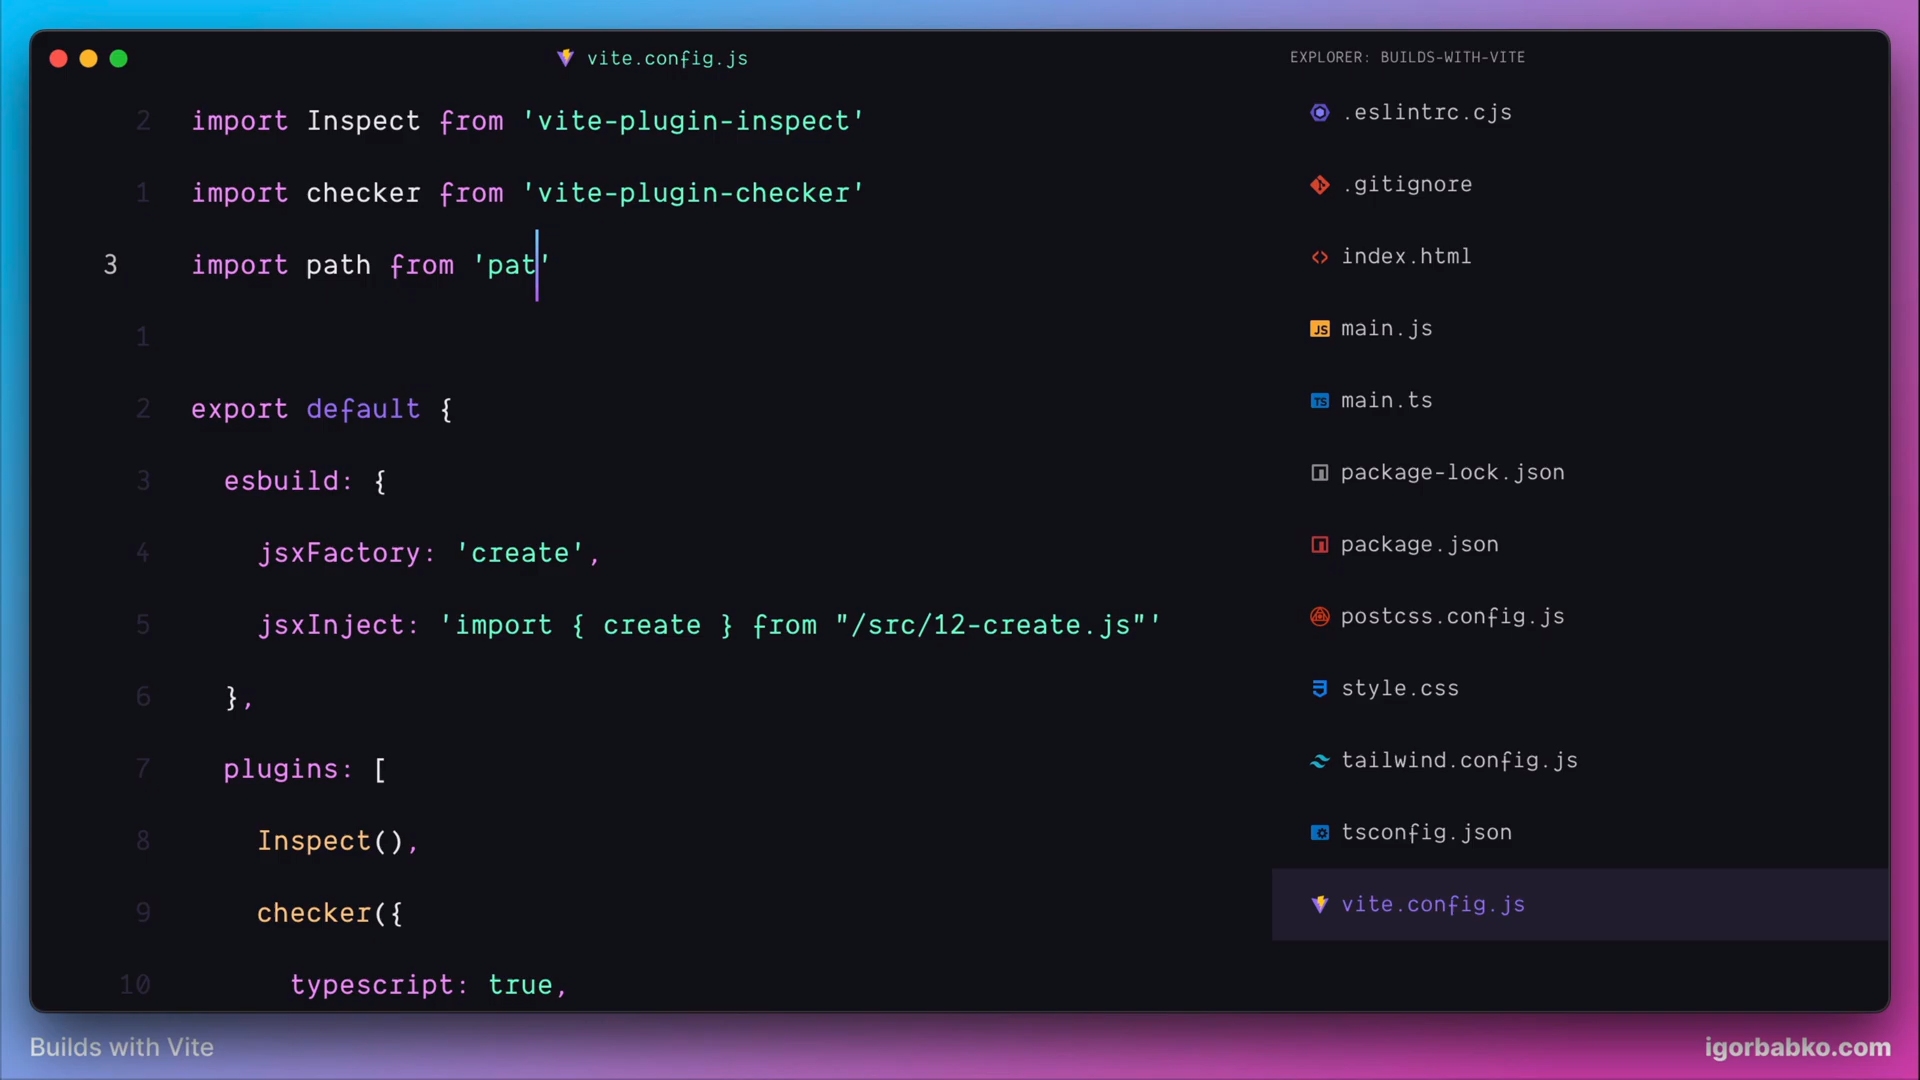 vite.config.js
2 import Inspect from 'vite-plugin-inspect'
1 import checker from 'vite-plugin-checker'
3 import path from 'pat'
1
2 export default {
3 esbuild: {
4 jsxFactory: 'create',
5 jsxInject: 'import { create } from "/src/12-create.js"'
6 },
7 plugins: [
8 Inspect(),
9 checker({
10 typescript: true,
EXPLORER: BUILDS-WITH-VITE
.eslintrc.cjs
.gitignore
index.html
main.js
main.ts
package-lock.json
package.json
postcss.config.js
style.css
tailwind.config.js
tsconfig.json
vite.config.js
Builds with Vite
igorbabko.com